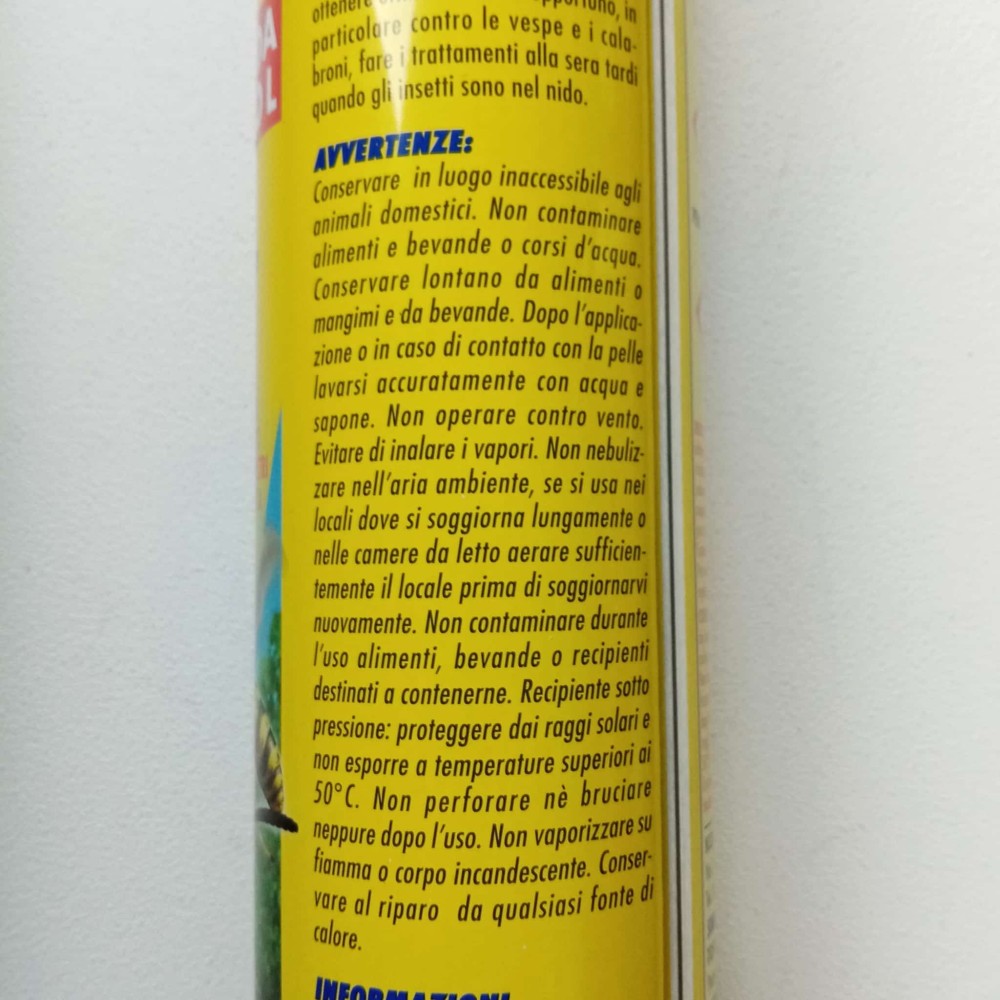 particolare contro le vespe e i cala-
broni, fare i trattamenti alla sera tardi
quando gli insetti sono nel nido.
AVVERTENZE:
Conservare in luogo inaccessibile agli
animali domestici. Non contaminare
alimenti e bevande o corsi d'acqua.
Conservare lontano da alimenti o
mangimi e da bevande. Dopo l'applica-
zione o in caso di contatto con la pelle
lavarsi accuratamente con acqua e
sapone. Non operare contro vento.
Evitare di inalare i vapori. Non nebuliz-
zare nell'aria ambiente, se si usa nei
locali dove si soggiorna lungamente o
nelle camere da letto aerare sufficien-
temente il locale prima di soggiornarvi
nuovamente. Non contaminare durante
l'uso alimenti, bevande o recipienti
destinati a contenerne. Recipiente sotto
pressione: proteggere dai raggi solari e
non esporre a temperature superiori ai
50°C. Non perforare nè bruciare
neppure dopo l'uso. Non vaporizzare su
fiamma o corpo incandescente. Conser-
vare al riparo da qualsiasi fonte di
calore.
INFORMAZIONI